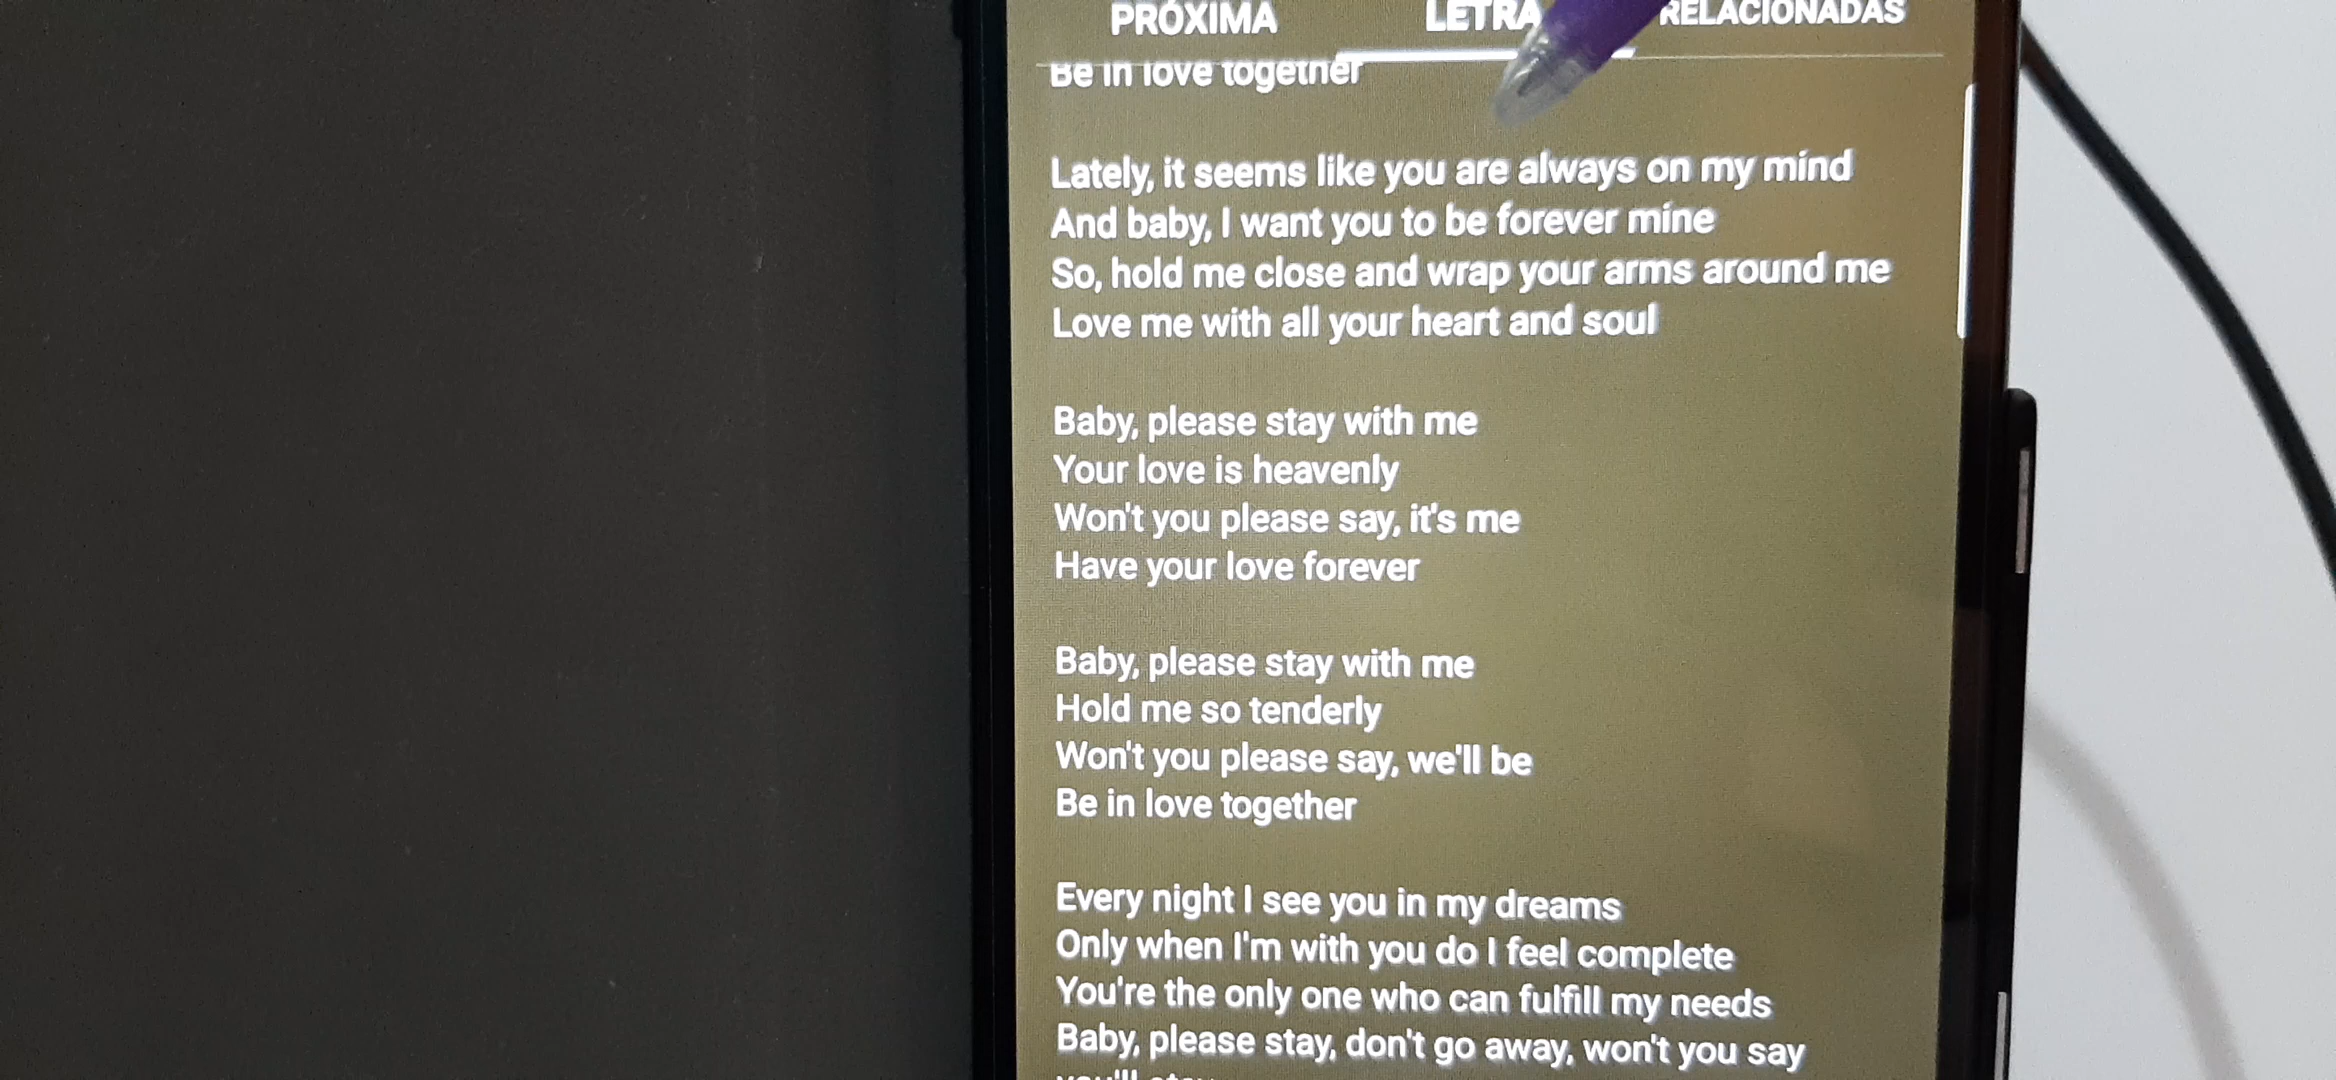 PRÓXIMA LETRA RELACIONADAS
Be in love together
Lately, it seems like you are always on my mind
And baby, I want you to be forever mine
So, hold me close and wrap your arms around me
Love me with all your heart and soul
Baby, please stay with me
Your love is heavenly
Won't you please say, it's me
Have your love forever
Baby, please stay with me
Hold me so tenderly
Won't you please say, we'll be
Be in love together
Every night I see you in my dreams
Only when I'm with you do I feel complete
You're the only one who can fulfill my needs
Baby, please stay, don't go away, won't you say
you'll